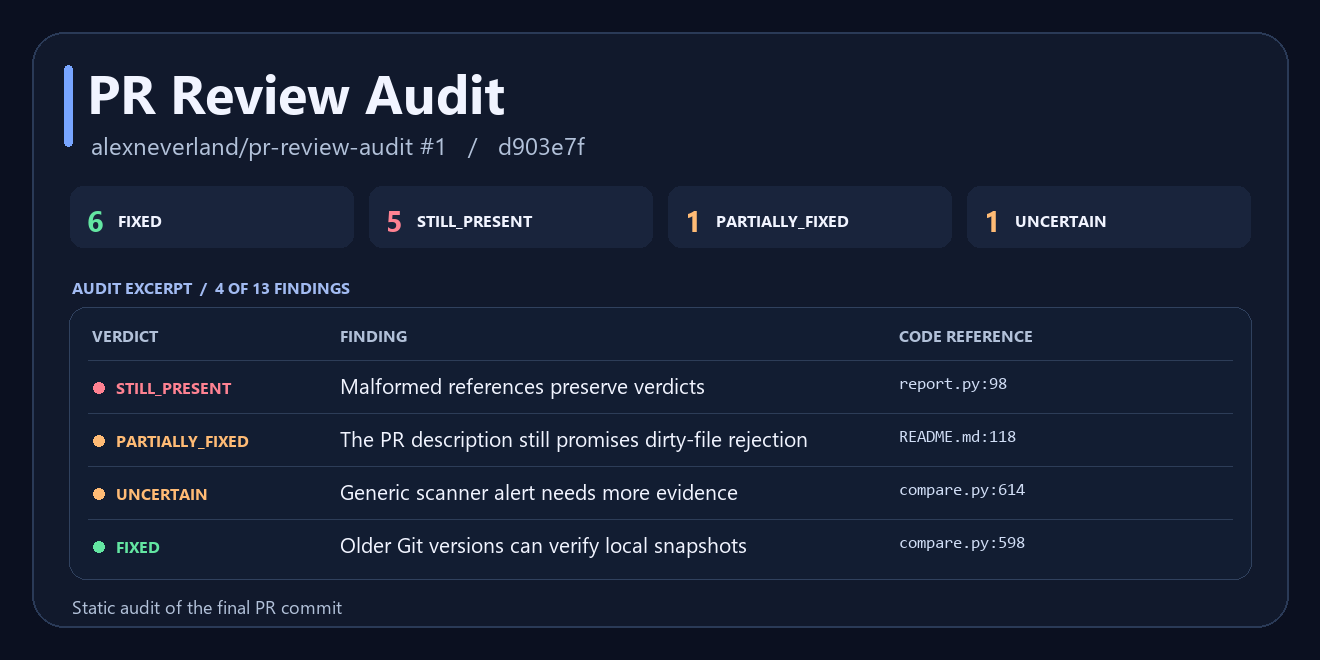 PR Review Audit
alexneverland/pr-review-audit #1 / d903e7f
6 FIXED 5 STILL_PRESENT 1 PARTIALLY_FIXED 1 UNCERTAIN
AUDIT EXCERPT / 4 OF 13 FINDINGS
VERDICT FINDING CODE REFERENCE
STILL_PRESENT Malformed references preserve verdicts report.py:98
PARTIALLY_FIXED The PR description still promises dirty-file rejection README.md:118
UNCERTAIN Generic scanner alert needs more evidence compare.py:614
FIXED Older Git versions can verify local snapshots compare.py:598
Static audit of the final PR commit